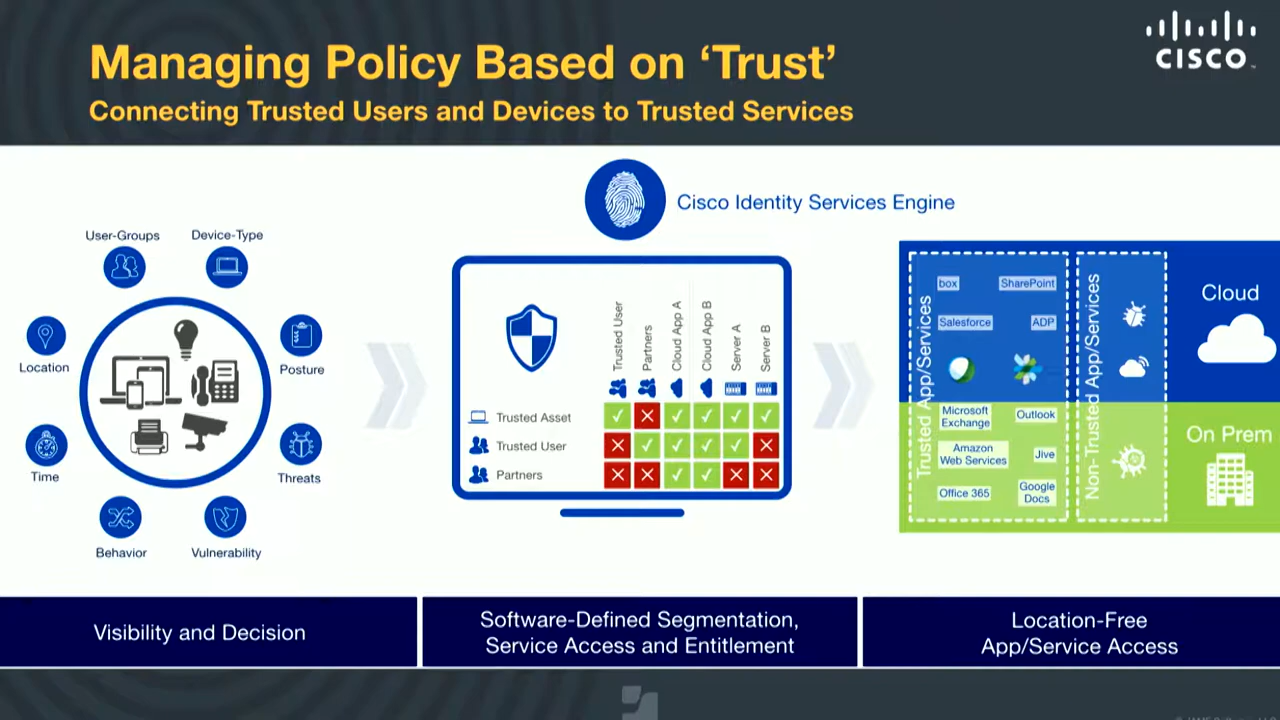 Managing Policy Based on ‘Trust’
Connecting Trusted Users and Devices to Trusted Services
CISCO
Cisco Identity Services Engine
User-Groups
Device-Type
Location
Posture
Time
Threats
Behavior
Vulnerability
Trusted User
Partners
Cloud App A
Cloud App B
Server A
Server B
Trusted Asset
Trusted User
Partners
Trusted App/Services
box
SharePoint
Salesforce
ADP
Microsoft
Exchange
Outlook
Amazon
Web Services
Jive
Office 365
Google
Docs
Non-Trusted App/Services
Cloud
On Prem
Visibility and Decision
Software-Defined Segmentation,
Service Access and Entitlement
Location-Free
App/Service Access